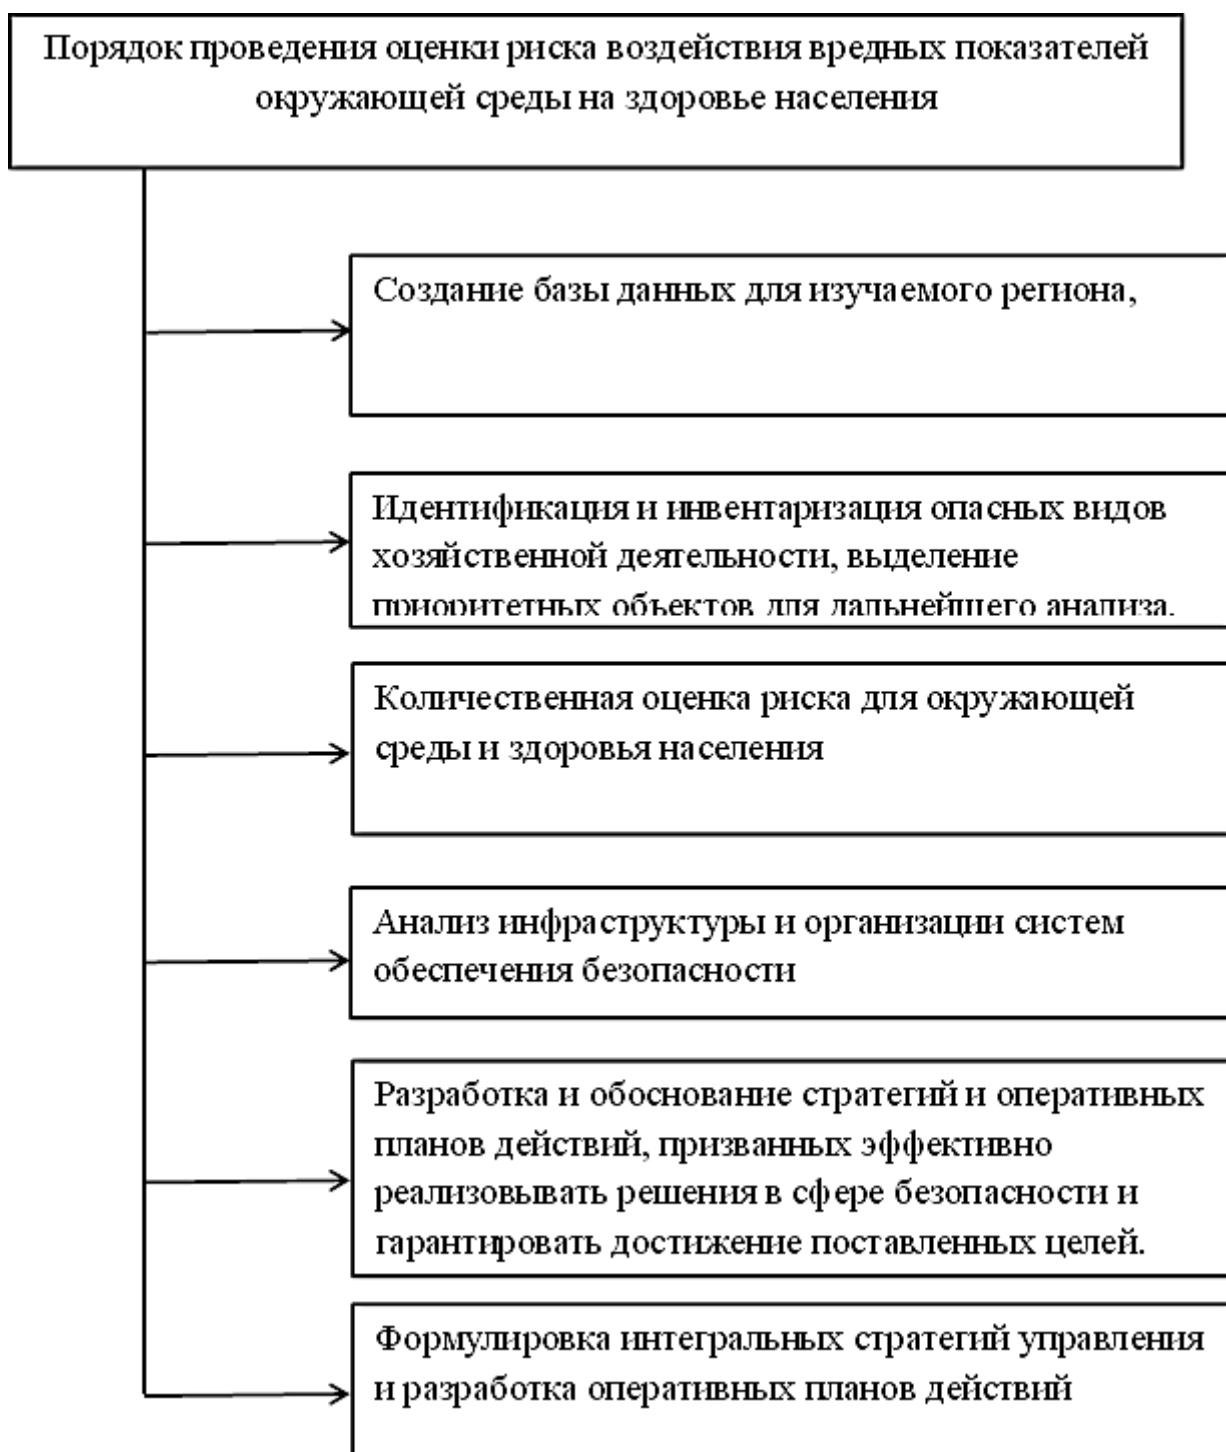 Порядок проведения оценки риска воздействия вредных показателей
окружающей среды на здоровье населения
Создание базы данных для изучаемого региона,
Идентификация и инвентаризация опасных видов
хозяйственной деятельности, выделение
приоритетных объектов для дальнейшего анализа.
Количественная оценка риска для окружающей
среды и здоровья населения
Анализ инфраструктуры и организации систем
обеспечения безопасности
Разработка и обоснование стратегий и оперативных
планов действий, призванных эффективно
реализовывать решения в сфере безопасности и
гарантировать достижение поставленных целей.
Формулировка интегральных стратегий управления
и разработка оперативных планов действий